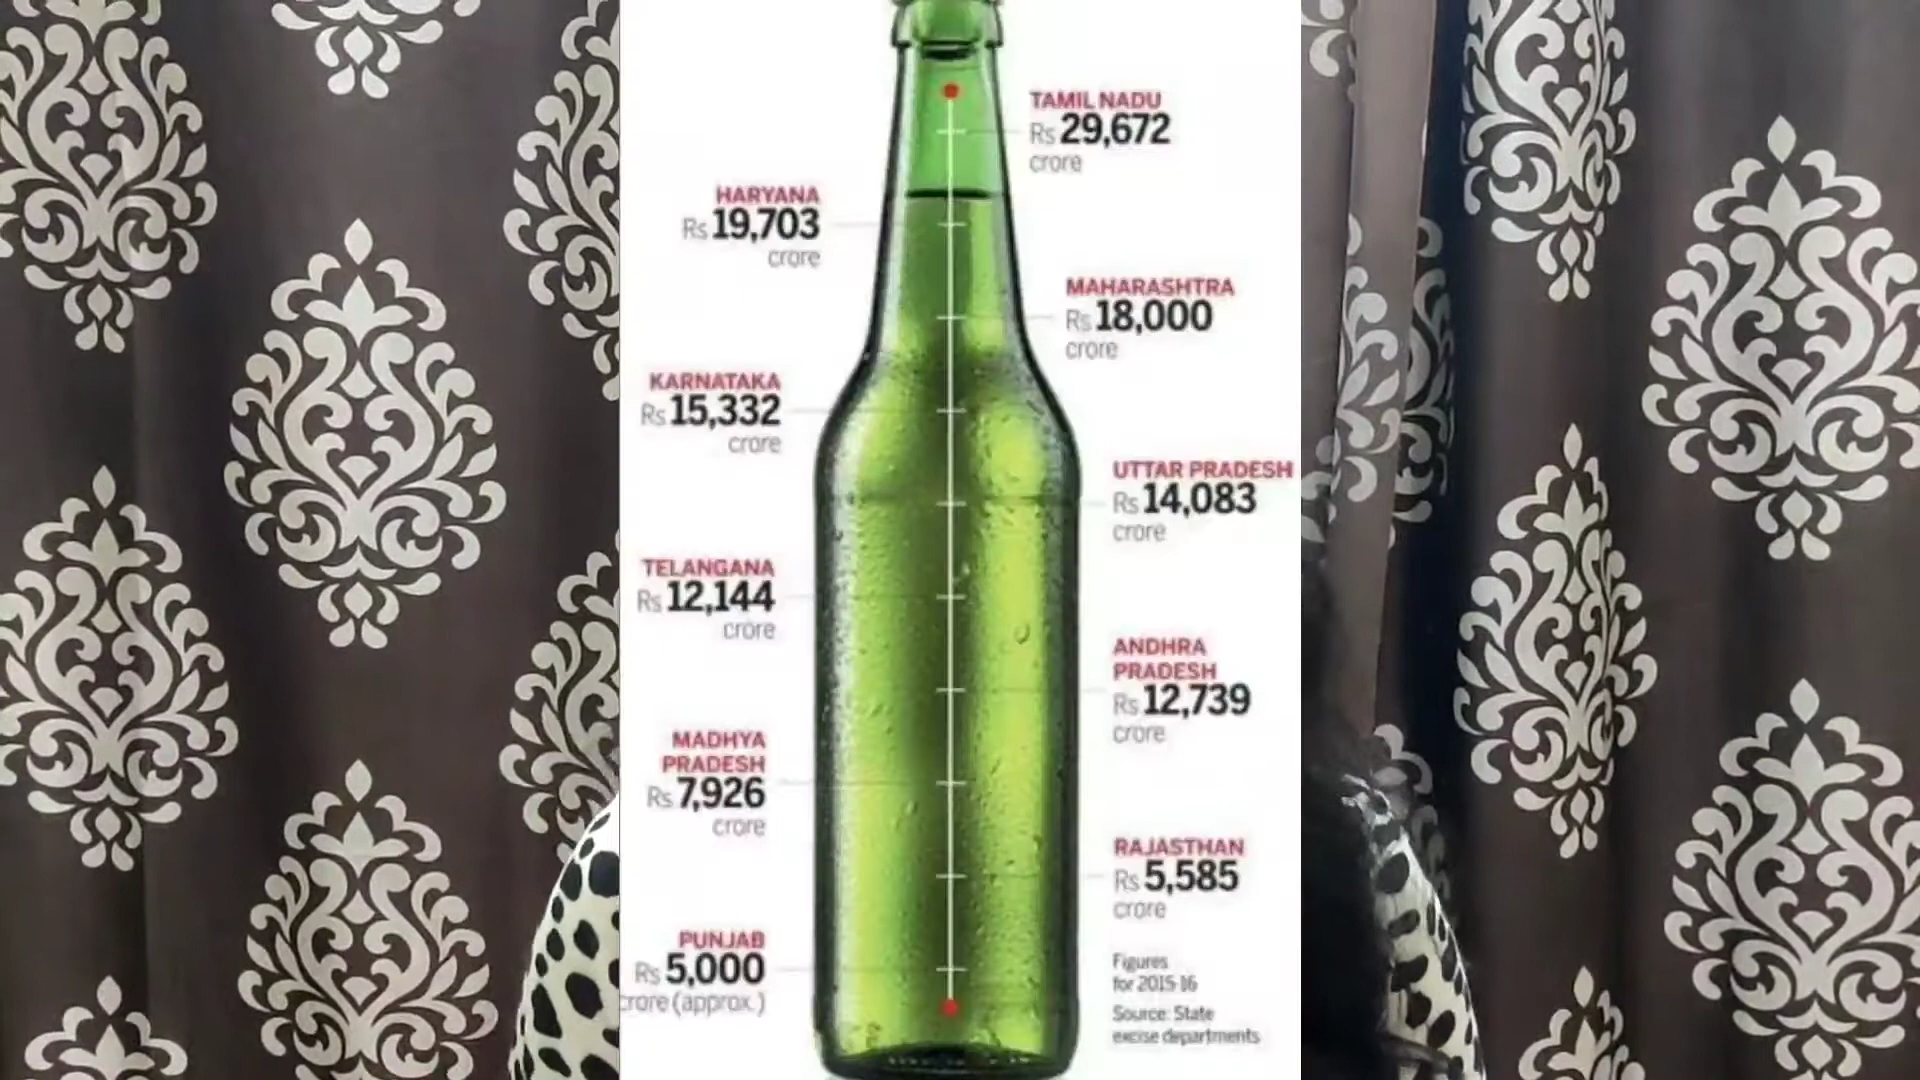 TAMIL NADU
Rs 29,672
crore
HARYANA
Rs 19,703
crore
MAHARASHTRA
Rs 18,000
crore
KARNATAKA
Rs 15,332
crore
UTTAR PRADESH
Rs 14,083
crore
TELANGANA
Rs 12,144
crore
ANDHRA
PRADESH
Rs 12,739
crore
MADHYA
PRADESH
Rs 7,926
crore
RAJASTHAN
Rs 5,585
crore
PUNJAB
Rs 5,000
crore (approx.)
Figures
for 2015-16
Source: State
excise departments